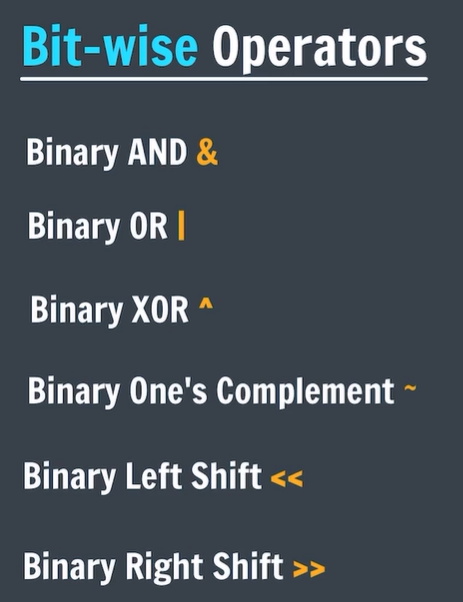 Bit-wise Operators
Binary AND &
Binary OR |
Binary XOR ^
Binary One's Complement ~
Binary Left Shift <<
Binary Right Shift >>